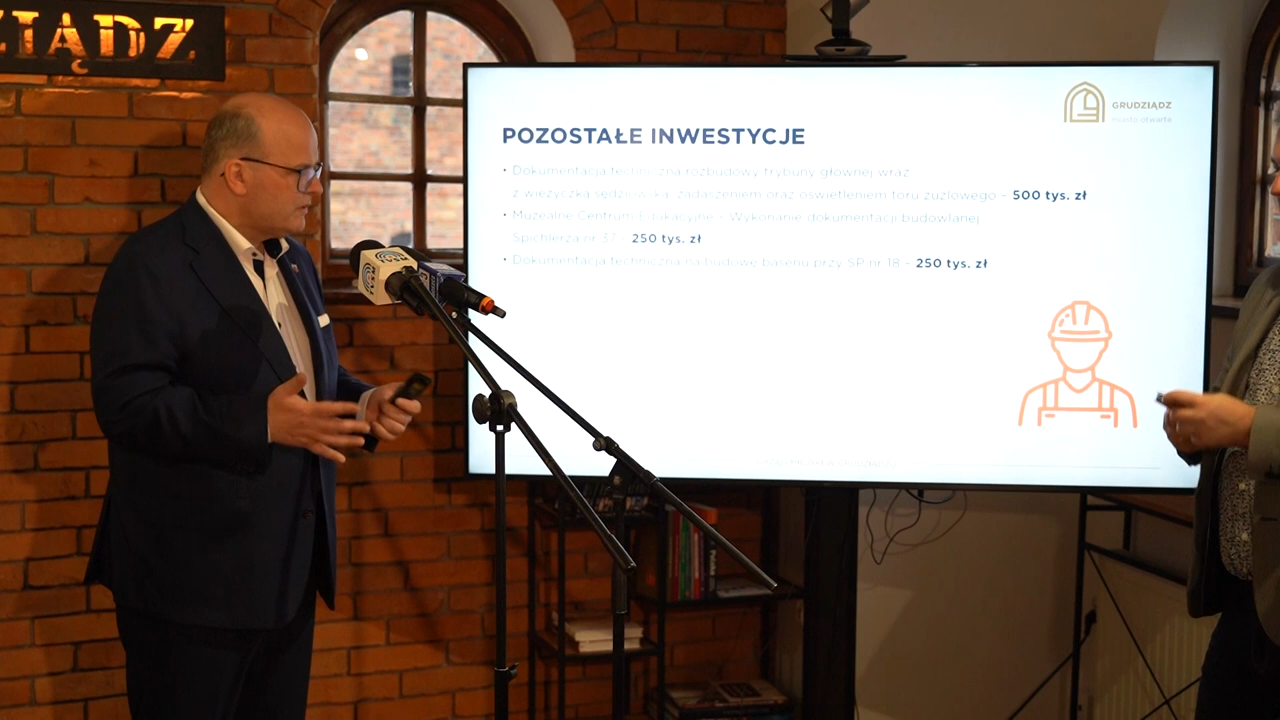 ZIĄDZ
GRUDZIĄDZ
miasto otwarte
POZOSTAŁE INWESTYCJE
• Dokumentacja techniczna rozbudowy trybuny głównej wraz
z wieżyczką sędziowską, zadaszeniem oraz oświetleniem toru żużlowego - 500 tys. zł
• Muzealne Centrum Edukacyjne - Wykonanie dokumentacji budowlanej
Spichlerza nr 37 - 250 tys. zł
• Dokumentacja techniczna na budowę basenu przy SP nr 18 - 250 tys. zł